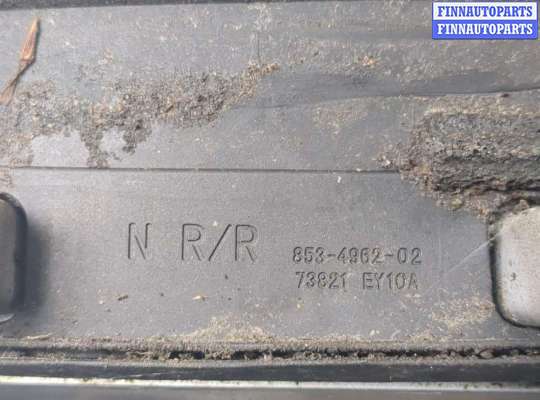 FINNAUTOPARTS
FINNAUTOPARTS
N R/R
853-4962-02
73821 EY10A